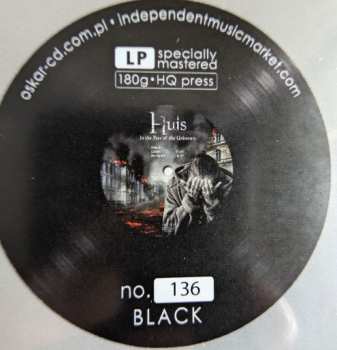 oskar-cd.com.pl · independentmusicmarket.com
LP specially
mastered
180g · HQ press
Huis
In the Face of the Unknown
no. 136
BLACK